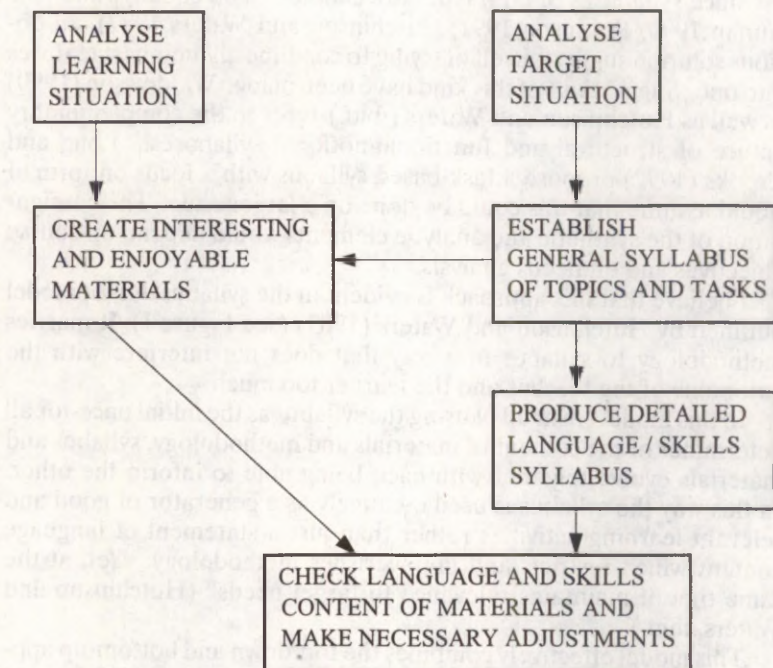 ANALYSE
LEARNING
SITUATION
ANALYSE
TARGET
SITUATION
CREATE INTERESTING
AND ENJOYABLE
MATERIALS
ESTABLISH
GENERAL SYLLABUS
OF TOPICS AND TASKS
PRODUCE DETAILED
LANGUAGE / SKILLS
SYLLABUS
CHECK LANGUAGE AND SKILLS
CONTENT OF MATERIALS AND
MAKE NECESSARY ADJUSTMENTS